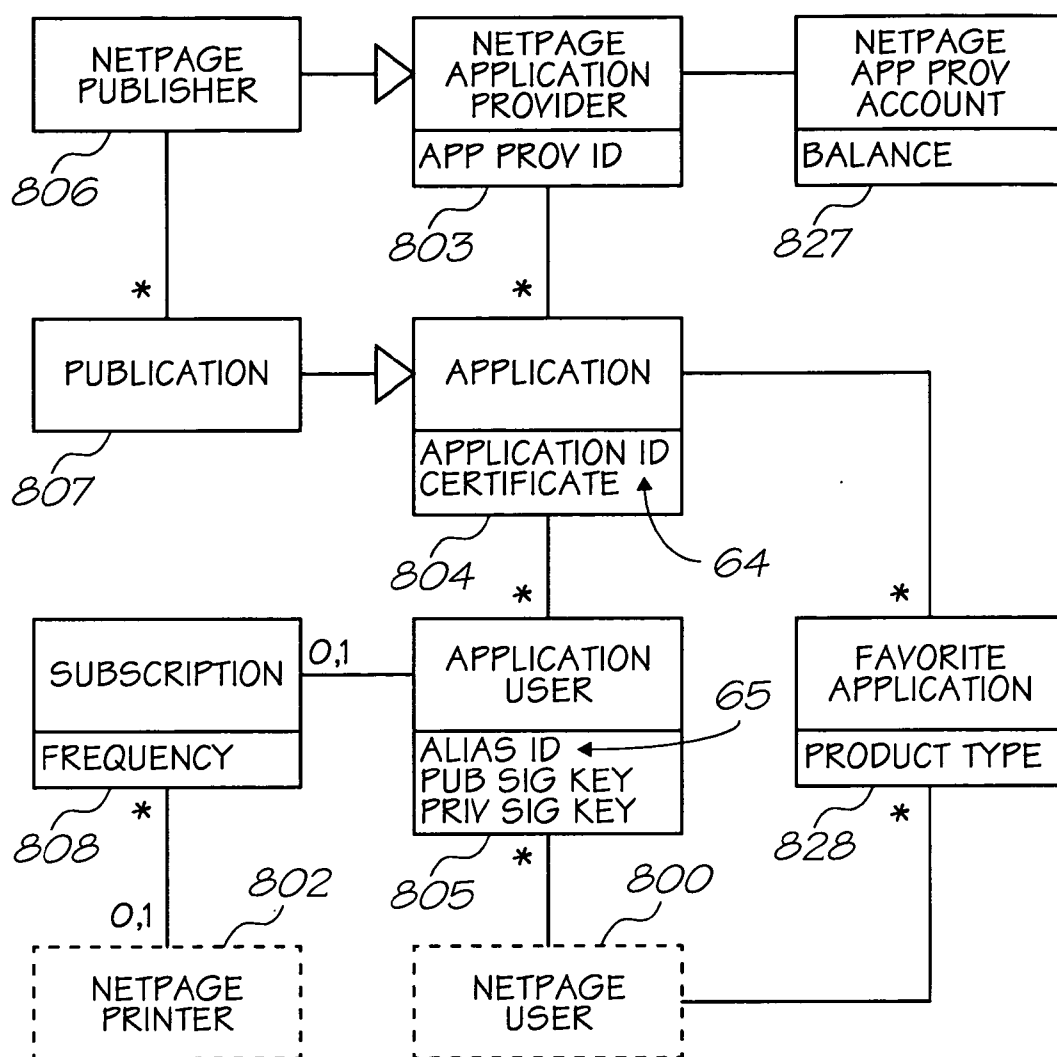 NETPAGE
PUBLISHER
NETPAGE
APPLICATION
PROVIDER
APP PROV ID
NETPAGE
APP PROV
ACCOUNT
BALANCE
806
803
827
*
*
PUBLICATION
APPLICATION
APPLICATION ID
CERTIFICATE
807
804
64
*
*
SUBSCRIPTION
FREQUENCY
0,1
APPLICATION
USER
ALIAS ID
PUB SIG KEY
PRIV SIG KEY
65
FAVORITE
APPLICATION
PRODUCT TYPE
808
*
805
*
828
*
802
800
0,1
NETPAGE
PRINTER
NETPAGE
USER